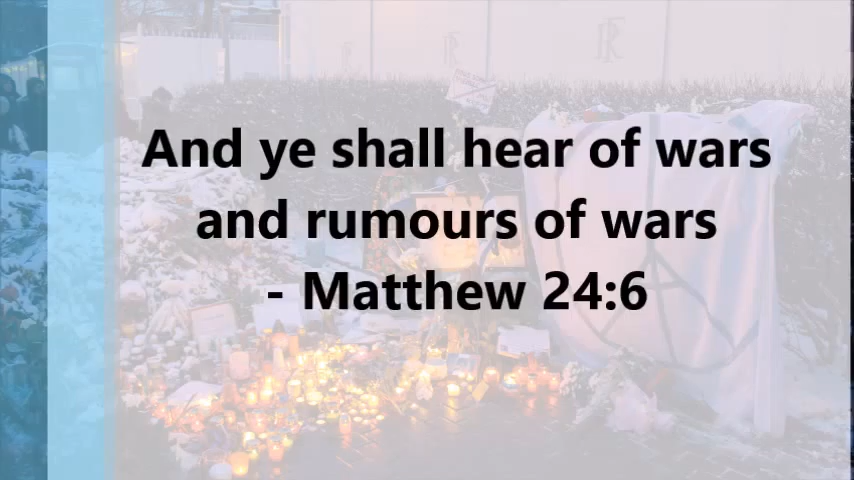 And ye shall hear of wars
and rumours of wars
- Matthew 24:6